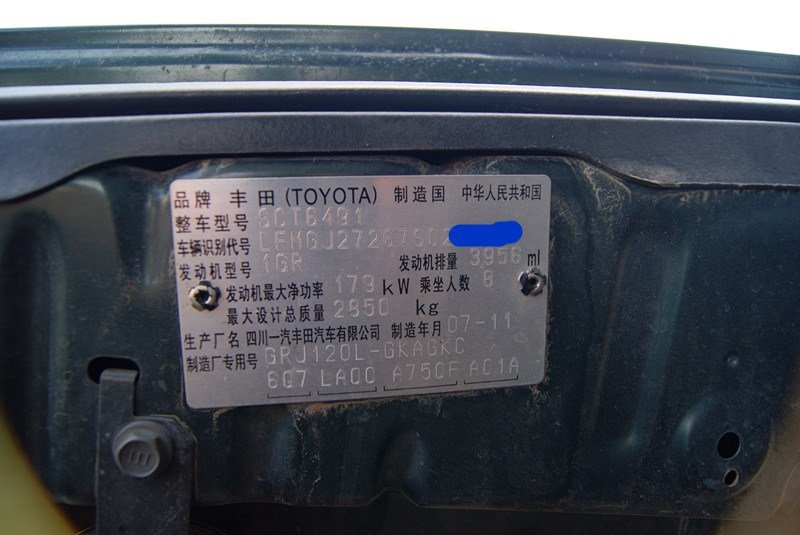 品牌 丰田(TOYOTA) 制造国 中华人民共和国
整车型号 SCT6491
车辆识别代号 LFMGJ27267S02
发动机型号 1GR 发动机排量 3956 ml
发动机最大净功率 179 kW 乘坐人数 8
最大设计总质量 2850 kg
生产厂名 四川一汽丰田汽车有限公司 制造年月 07-11
制造厂专用号 GRJ120L-GKAGKC
6Q7 LA00 A750F A01A